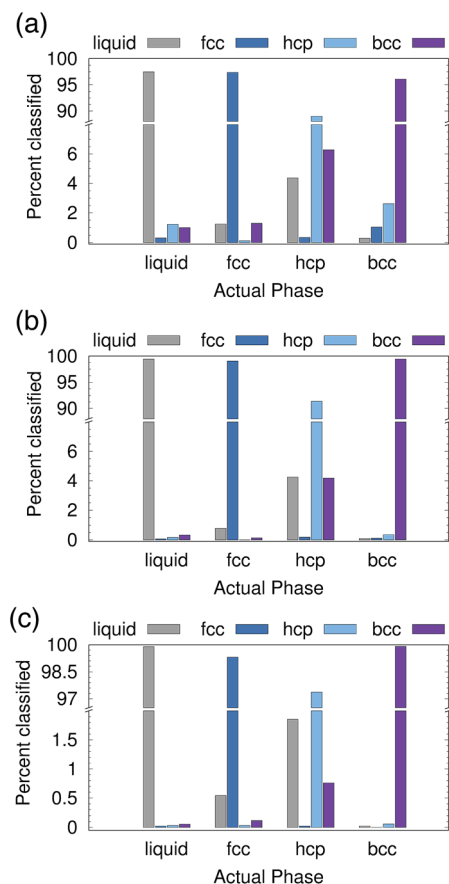 (a)
liquid fcc hcp bcc
100
95
90
6
4
2
0
Percent classified
liquid fcc hcp bcc
Actual Phase
(b)
liquid fcc hcp bcc
100
95
90
6
4
2
0
Percent classified
liquid fcc hcp bcc
Actual Phase
(c)
liquid fcc hcp bcc
100
98.5
97
1.5
1
0.5
0
Percent classified
liquid fcc hcp bcc
Actual Phase